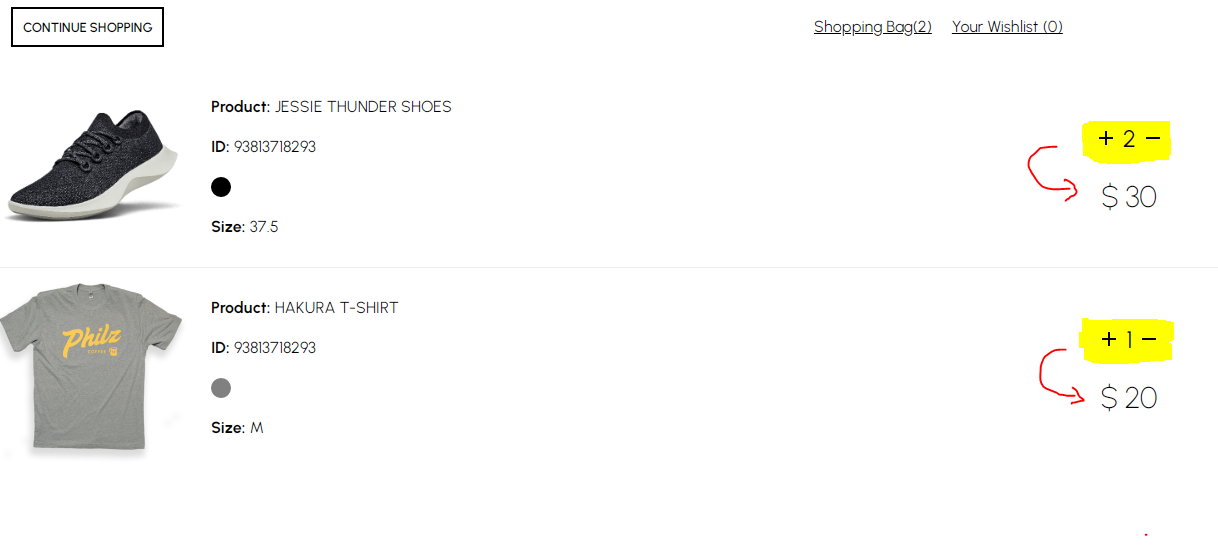 CONTINUE SHOPPING
Shopping Bag(2) Your Wishlist (0)
Product: JESSIE THUNDER SHOES
ID: 93813718293
Size: 37.5
+ 2 −
$ 30
Philz
COFFEE
Product: HAKURA T-SHIRT
ID: 93813718293
Size: M
+ 1 −
$ 20